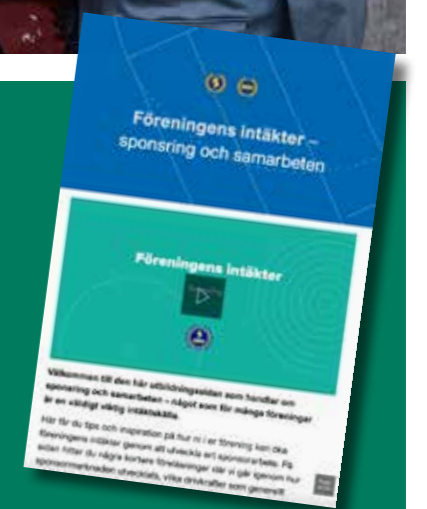 Föreningens intäkter –
sponsring och samarbeten
Föreningens intäkter
Välkommen till den här utbildningssidan som handlar om
sponsring och samarbeten – något som för många föreningar
är en väldigt viktig intäktskälla.
Här får du tips och inspiration på hur ni i er förening kan öka
föreningens intäkter genom att utveckla ert sponsorarbete. På
sidan hittar du några kortare föreläsningar där vi går igenom hur
sponsormarknaden utvecklats, vilka drivkrafter som generellt